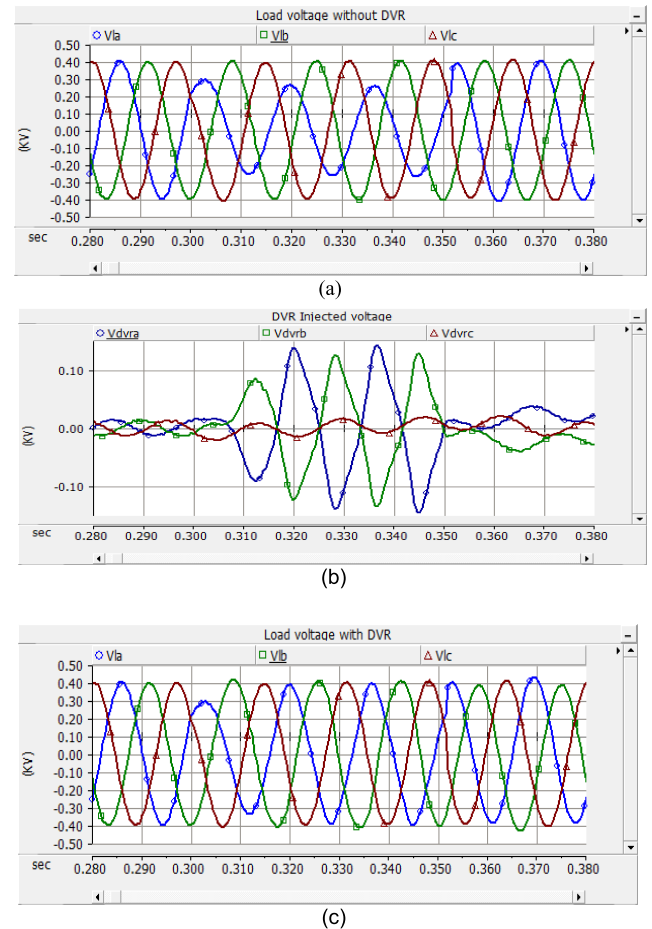 Load voltage without DVR
Vla Vlb Vlc
0.50
0.40
0.30
0.20
0.10
0.00
-0.10
-0.20
-0.30
-0.40
-0.50
(KV)
sec 0.280 0.290 0.300 0.310 0.320 0.330 0.340 0.350 0.360 0.370 0.380
(a)
DVR Injected voltage
Vdvra Vdvrb Vdvrc
0.10
0.00
-0.10
(KV)
sec 0.280 0.290 0.300 0.310 0.320 0.330 0.340 0.350 0.360 0.370 0.380
(b)
Load voltage with DVR
Vla Vlb Vlc
0.50
0.40
0.30
0.20
0.10
0.00
-0.10
-0.20
-0.30
-0.40
-0.50
(KV)
sec 0.280 0.290 0.300 0.310 0.320 0.330 0.340 0.350 0.360 0.370 0.380
(c)